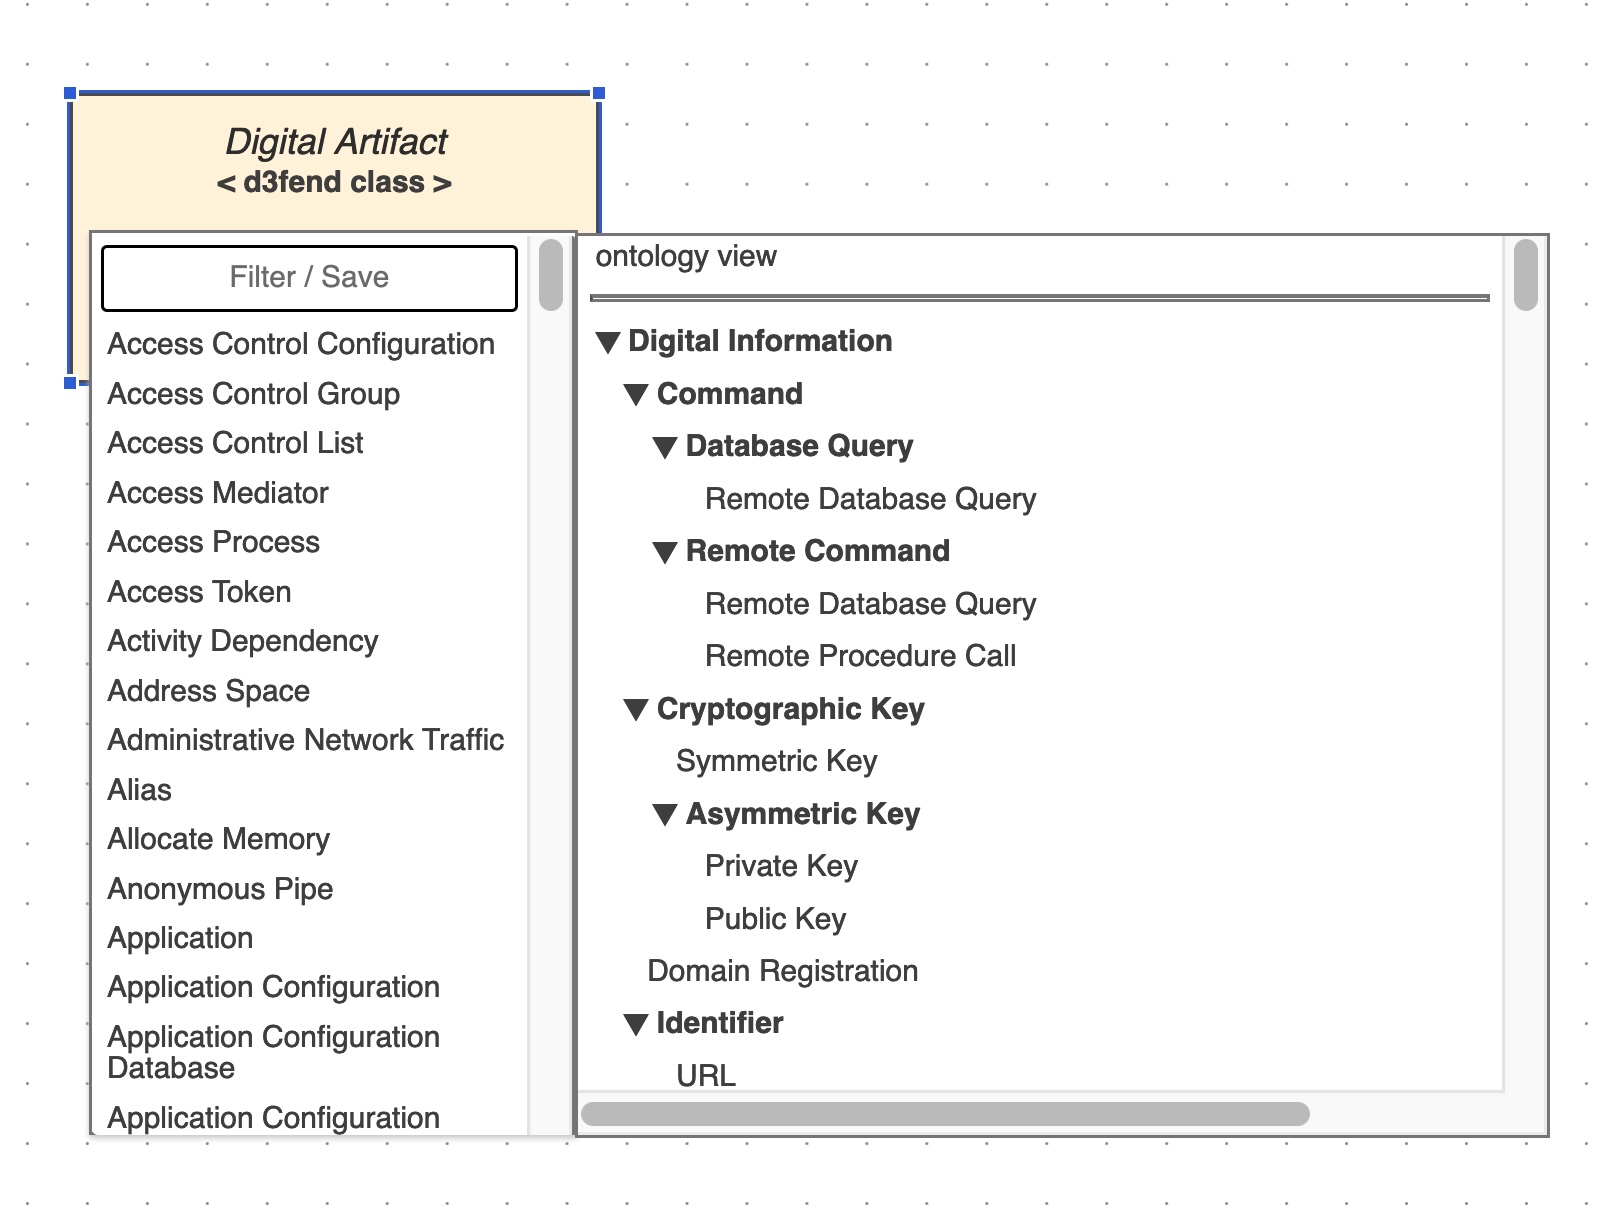 Digital Artifact
< d3fend class >
Filter / Save
Access Control Configuration
Access Control Group
Access Control List
Access Mediator
Access Process
Access Token
Activity Dependency
Address Space
Administrative Network Traffic
Alias
Allocate Memory
Anonymous Pipe
Application
Application Configuration
Application Configuration
Database
Application Configuration
ontology view
Digital Information
Command
Database Query
Remote Database Query
Remote Command
Remote Database Query
Remote Procedure Call
Cryptographic Key
Symmetric Key
Asymmetric Key
Private Key
Public Key
Domain Registration
Identifier
URL